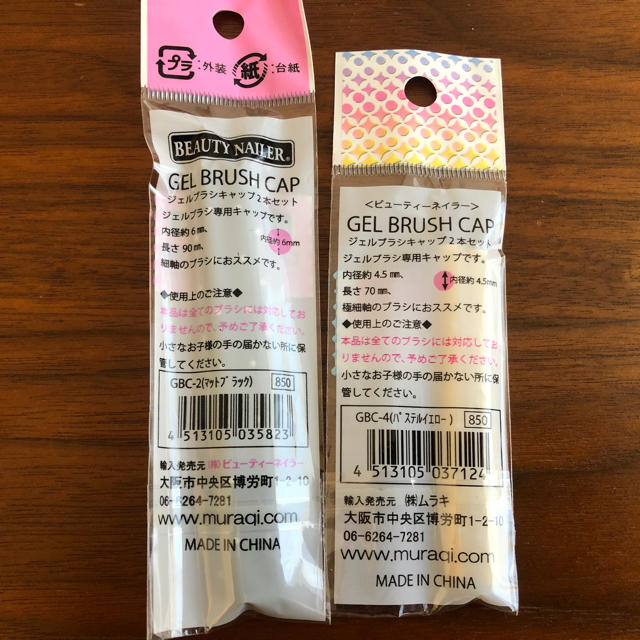 プラ :外装 紙 :台紙
BEAUTY NAILER®
GEL BRUSH CAP
ジェルブラシキャップ2本セット
ジェルブラシ専用キャップです。
内径約6㎜、
長さ90㎜、
内径約6mm
細軸のブラシにおススメです。
◆使用上のご注意◆
本品は全てのブラシには対応してお
りませんので、予めご了承ください。
小さなお子様の手の届かない所に保
管してください。
GBC-2(マットブラック) 850
4 513105 035823
輸入発売元 ㈱ビューティーネイラー
大阪市中央区博労町1-2-10
06-6264-7281
www.muraqi.com
MADE IN CHINA
＜ビューティーネイラー＞
GEL BRUSH CAP
ジェルブラシキャップ2本セット
ジェルブラシ専用キャップです。
内径約4.5㎜、
長さ70㎜、
内径約4.5mm
極細軸のブラシにおススメです。
◆使用上のご注意◆
本品は全てのブラシには対応してお
りませんので、予めご了承ください。
小さなお子様の手の届かない所に保
管してください。
GBC-4(パステルイエロー) 850
4 513105 037124
輸入発売元 ㈱ムラキ
大阪市中央区博労町1-2-10
06-6264-7281
www.muraqi.com
MADE IN CHINA